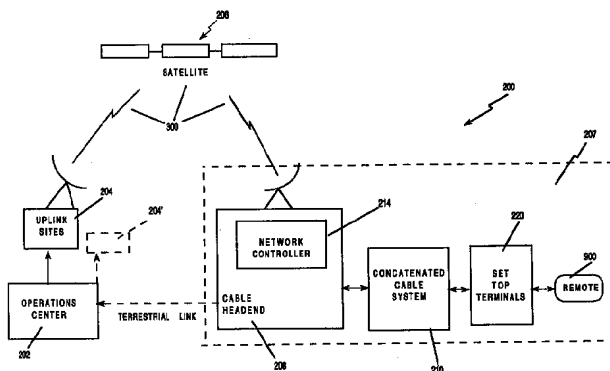 206
SATELLITE
200
300
207
204
UPLINK
SITES
204'
214
NETWORK
CONTROLLER
220
CONCATENATED
CABLE
SYSTEM
SET
TOP
TERMINALS
900
REMOTE
OPERATIONS
CENTER
TERRESTRIAL LINK
CABLE
HEADEND
202
208
210